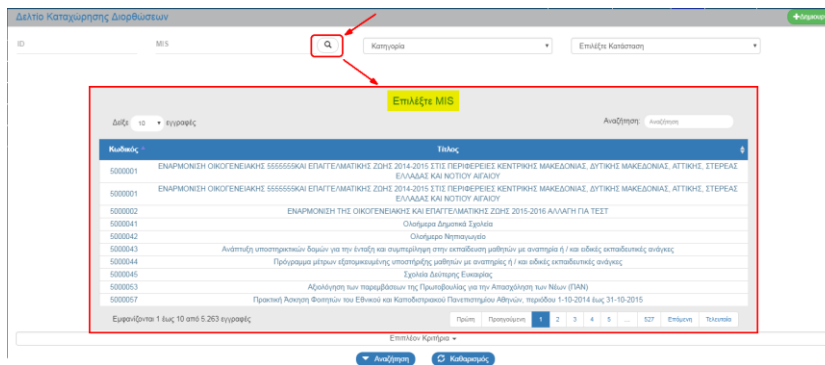 Δελτίο Καταχώρησης Διορθώσεων
ID MIS Κατηγορία Επιλέξτε Κατάσταση
Επιλέξτε MIS
Δείξε 10 εγγραφές Αναζήτηση: Αναζήτηση
Κωδικός Τίτλος
5000001 ΕΝΑΡΜΟΝΙΣΗ ΟΙΚΟΓΕΝΕΙΑΚΗΣ 5555555ΚΑΙ ΕΠΑΓΓΕΛΜΑΤΙΚΗΣ ΖΩΗΣ 2014-2015 ΣΤΙΣ ΠΕΡΙΦΕΡΕΙΕΣ ΚΕΝΤΡΙΚΗΣ ΜΑΚΕΔΟΝΙΑΣ, ΔΥΤΙΚΗΣ ΜΑΚΕΔΟΝΙΑΣ, ΑΤΤΙΚΗΣ, ΣΤΕΡΕΑΣ
ΕΛΛΑΔΑΣ ΚΑΙ ΝΟΤΙΟΥ ΑΙΓΑΙΟΥ
5000001 ΕΝΑΡΜΟΝΙΣΗ ΟΙΚΟΓΕΝΕΙΑΚΗΣ 5555555ΚΑΙ ΕΠΑΓΓΕΛΜΑΤΙΚΗΣ ΖΩΗΣ 2014-2015 ΣΤΙΣ ΠΕΡΙΦΕΡΕΙΕΣ ΚΕΝΤΡΙΚΗΣ ΜΑΚΕΔΟΝΙΑΣ, ΔΥΤΙΚΗΣ ΜΑΚΕΔΟΝΙΑΣ, ΑΤΤΙΚΗΣ, ΣΤΕΡΕΑΣ
ΕΛΛΑΔΑΣ ΚΑΙ ΝΟΤΙΟΥ ΑΙΓΑΙΟΥ
5000002 ΕΝΑΡΜΟΝΙΣΗ ΤΗΣ ΟΙΚΟΓΕΝΕΙΑΚΗΣ ΚΑΙ ΕΠΑΓΓΕΛΜΑΤΙΚΗΣ ΖΩΗΣ 2015-2016 ΑΛΛΑΓΗ ΓΙΑ ΤΕΣΤ
5000041 Ολοήμερα Δημοτικά Σχολεία
5000042 Ολοήμερο Νηπιαγωγείο
5000043 Ανάπτυξη υποστηρικτικών δομών για την ένταξη και συμπερίληψη στην εκπαίδευση μαθητών με αναπηρία ή / και ειδικές εκπαιδευτικές ανάγκες
5000044 Πρόγραμμα μέτρων εξατομικευμένης υποστήριξης μαθητών με αναπηρίες ή / και ειδικές εκπαιδευτικές ανάγκες
5000045 Σχολεία Δεύτερης Ευκαιρίας
5000053 Αξιολόγηση των παρεμβάσεων της Πρωτοβουλίας για την Απασχόληση των Νέων (ΠΑΝ)
5000057 Πρακτική Άσκηση Φοιτητών του Εθνικού και Καποδιστριακού Πανεπιστημίου Αθηνών, περιόδου 1-10-2014 έως 31-10-2015
Εμφανίζονται 1 έως 10 από 5.263 εγγραφές Πρώτη Προηγούμενη 1 2 3 4 5 ... 527 Επόμενη Τελευταία
Επιπλέον Κριτήρια
Αναζήτηση Καθαρισμός